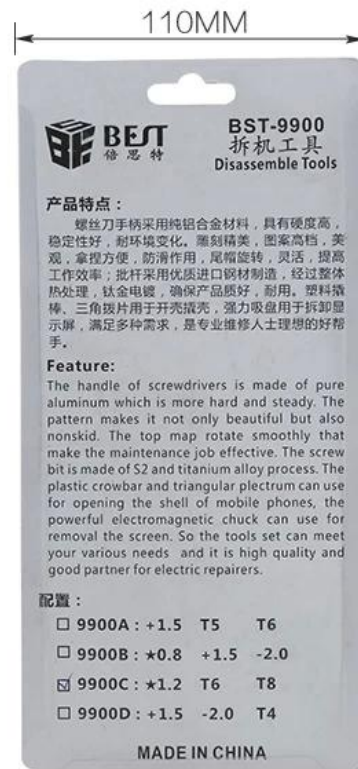 110MM
BEST
倍思特
BST-9900
拆机工具
Disassemble Tools
产品特点：
螺丝刀手柄采用纯铝合金材料，具有硬度高，
稳定性好，耐环境变化。雕刻精美，图案高档，美
观，拿捏方便，防滑作用，尾帽旋转，灵活，提高
工作效率；批杆采用优质进口钢材制造，经过整体
热处理，钛金电镀，确保产品质好，耐用。塑料撬
棒、三角拨片用于开壳撬壳，强力吸盘用于拆卸显
示屏，满足多种需求，是专业维修人士理想的好帮
手。
Feature:
The handle of screwdrivers is made of pure
aluminum which is more hard and steady. The
pattern makes it not only beautiful but also
nonskid. The top map rotate smoothly that
make the maintenance job effective. The screw
bit is made of S2 and titanium alloy process. The
plastic crowbar and triangular plectrum can use
for opening the shell of mobile phones, the
powerful electromagnetic chuck can use for
removal the screen. So the tools set can meet
your various needs and it is high quality and
good partner for electric repairers.
配置：
☐ 9900A : +1.5 T5 T6
☐ 9900B : ★0.8 +1.5 -2.0
☑ 9900C : ★1.2 T6 T8
☐ 9900D : +1.5 -2.0 T4
MADE IN CHINA